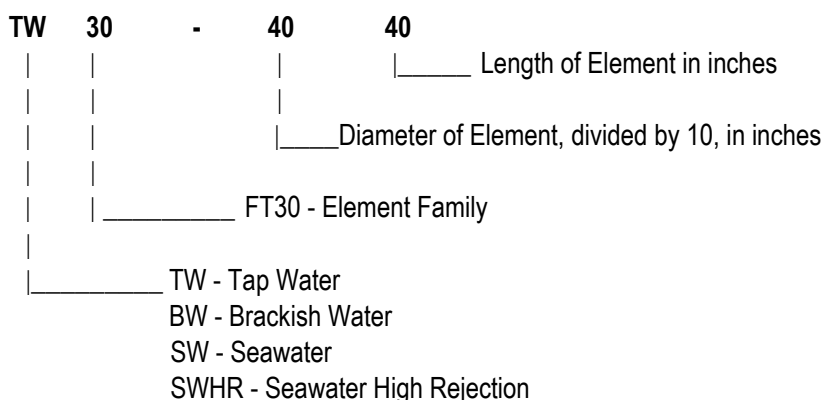 TW 30 - 40 40
Length of Element in inches
Diameter of Element, divided by 10, in inches
FT30 - Element Family
TW - Tap Water
BW - Brackish Water
SW - Seawater
SWHR - Seawater High Rejection